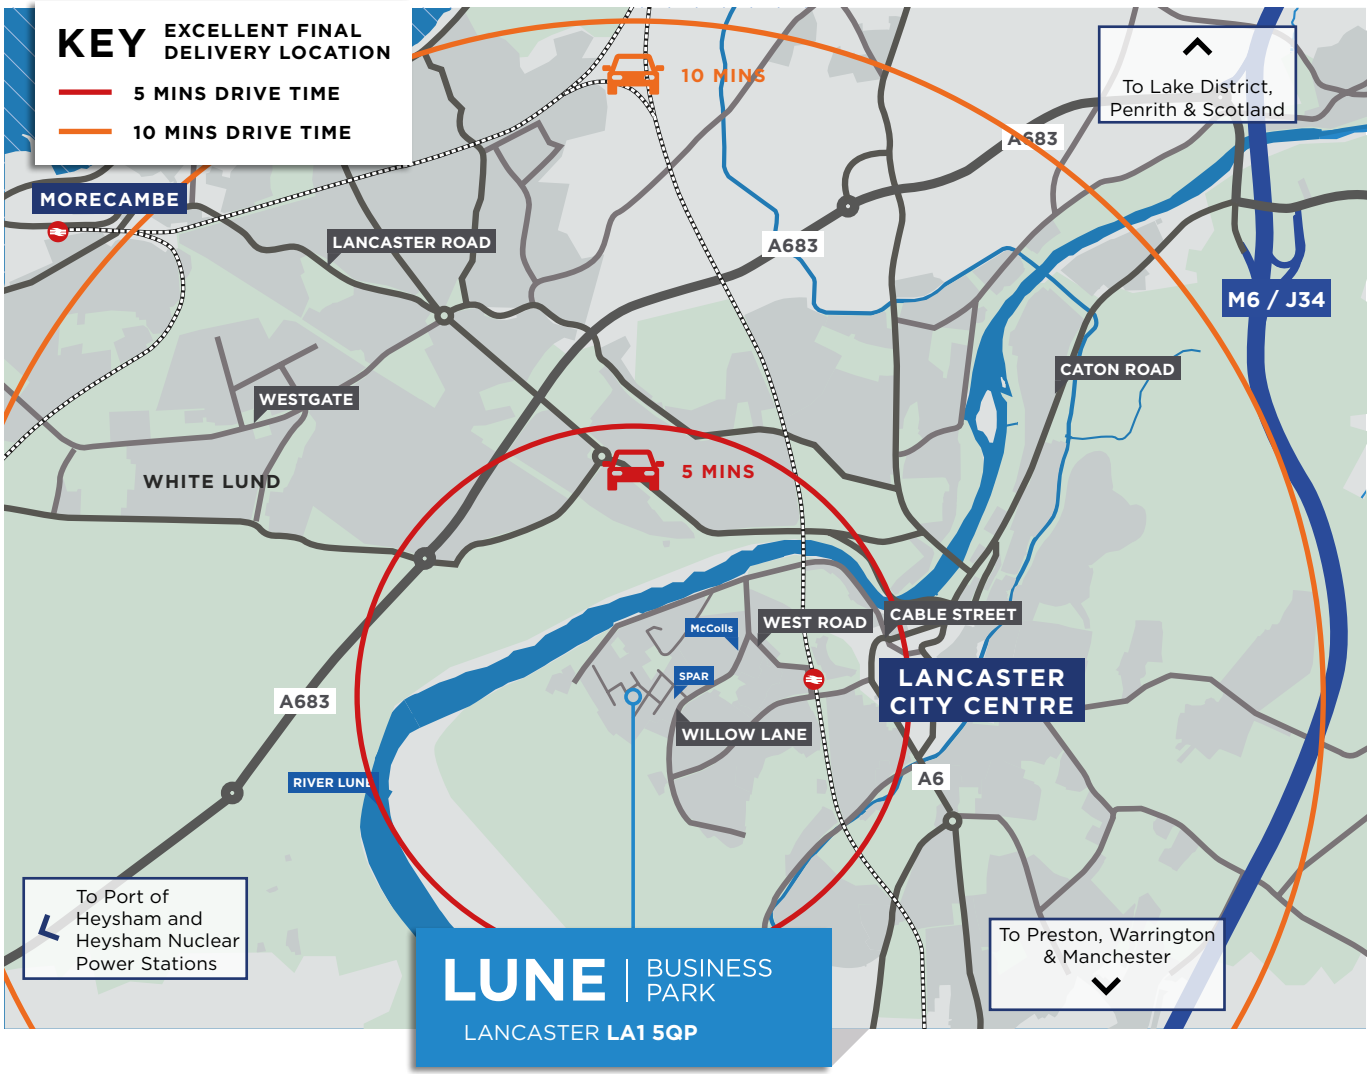 KEY
EXCELLENT FINAL
DELIVERY LOCATION
5 MINS DRIVE TIME
10 MINS DRIVE TIME
10 MINS
To Lake District,
Penrith & Scotland
A683
MORECAMBE
LANCASTER ROAD
A683
M6 / J34
CATON ROAD
WESTGATE
WHITE LUND
5 MINS
CABLE STREET
WEST ROAD
McColls
SPAR
LANCASTER
CITY CENTRE
A683
WILLOW LANE
RIVER LUNE
A6
To Port of
Heysham and
Heysham Nuclear
Power Stations
To Preston, Warrington
& Manchester
LUNE
BUSINESS
PARK
LANCASTER LA1 5QP